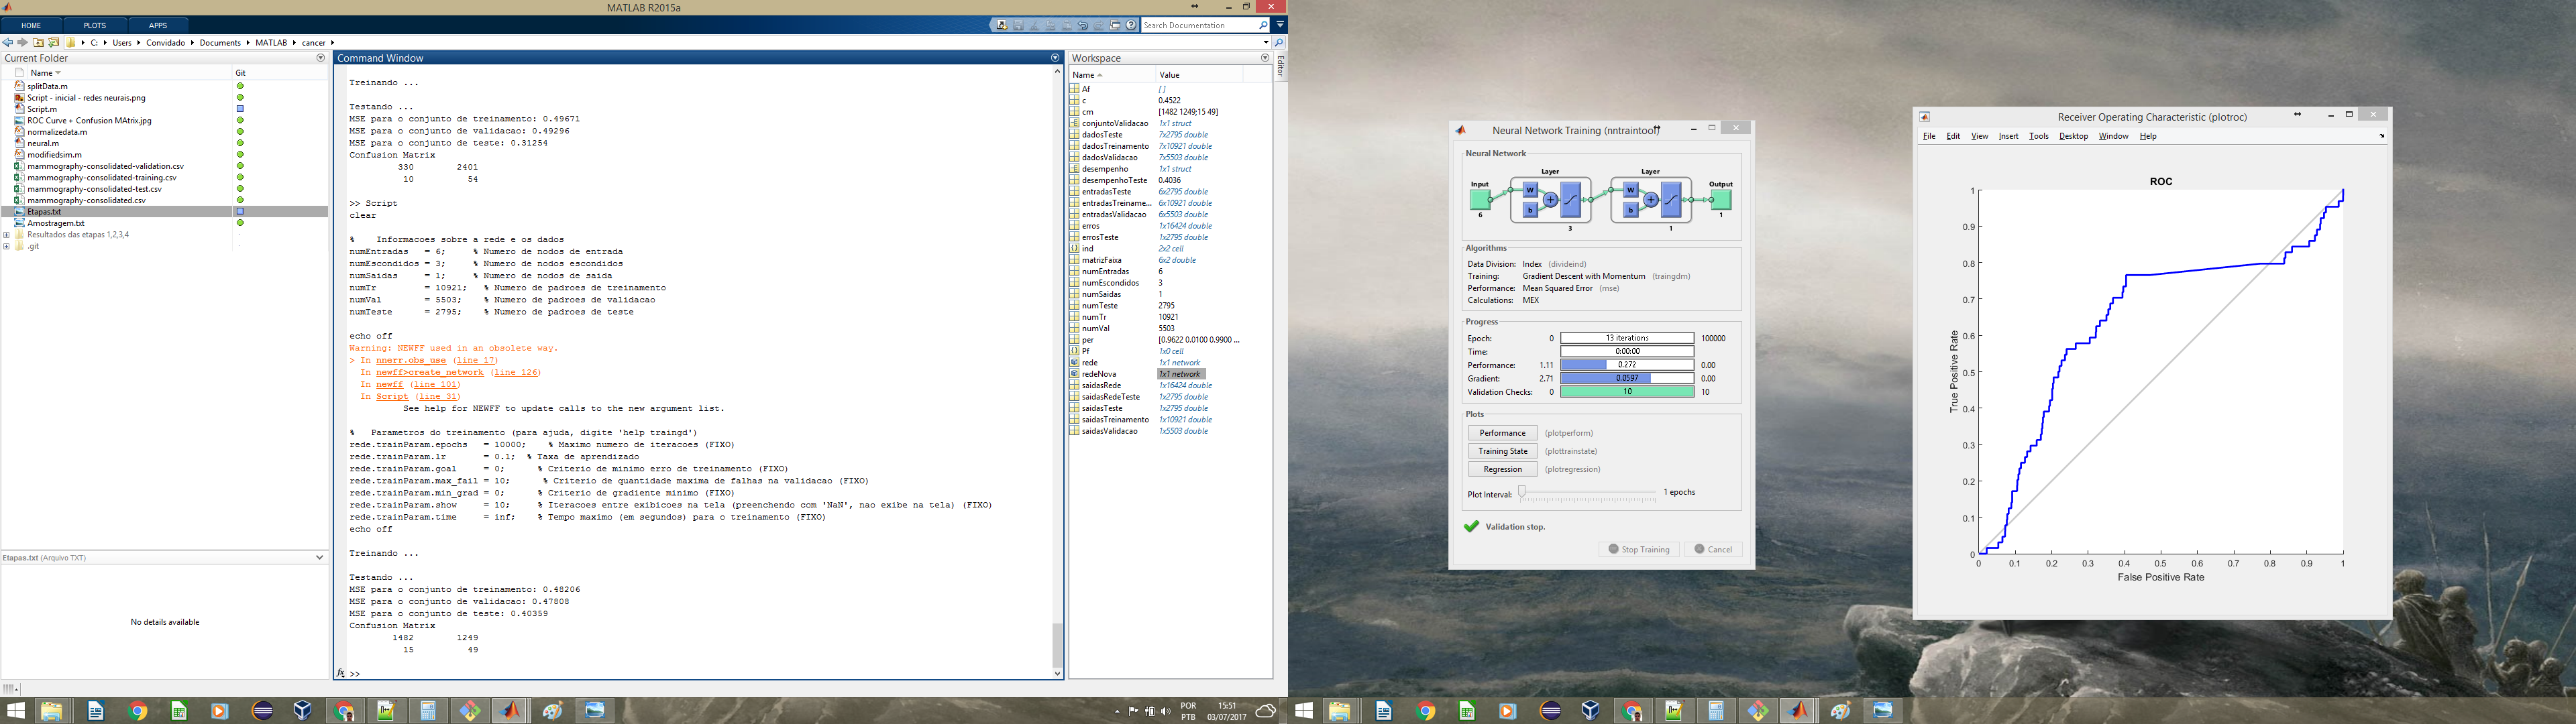 MATLAB R2015a
HOME PLOTS APPS
Search Documentation
C: Users Convidado Documents MATLAB cancer
Current Folder
Name Git
splitData.m
Script - inicial - redes neurais.png
Script.m
ROC Curve + Confusion MAtrix.jpg
normalizedata.m
neural.m
modifiedsim.m
mammography-consolidated-validation.csv
mammography-consolidated-training.csv
mammography-consolidated-test.csv
mammography-consolidated.csv
Etapas.txt
Amostragem.txt
Resultados das etapas 1,2,3,4
.git
Etapas.txt (Arquivo TXT)
No details available
Command Window
Treinando ...
Testando ...
MSE para o conjunto de treinamento: 0.49671
MSE para o conjunto de validacao: 0.49296
MSE para o conjunto de teste: 0.31254
Confusion Matrix
330 2401
10 54
>> Script
clear
% Informacoes sobre a rede e os dados
numEntradas = 6; % Numero de nodos de entrada
numEscondidos = 3; % Numero de nodos escondidos
numSaidas = 1; % Numero de nodos de saida
numTr = 10921; % Numero de padroes de treinamento
numVal = 5503; % Numero de padroes de validacao
numTeste = 2795; % Numero de padroes de teste
echo off
Warning: NEWFF used in an obsolete way.
> In nnerr.obs_use (line 17)
In newff>create_network (line 126)
In newff (line 101)
In Script (line 31)
See help for NEWFF to update calls to the new argument list.
% Parametros do treinamento (para ajuda, digite 'help traingd')
rede.trainParam.epochs = 10000; % Maximo numero de iteracoes (FIXO)
rede.trainParam.lr = 0.1; % Taxa de aprendizado
rede.trainParam.goal = 0; % Criterio de minimo erro de treinamento (FIXO)
rede.trainParam.max_fail = 10; % Criterio de quantidade maxima de falhas na validacao (FIXO)
rede.trainParam.min_grad = 0; % Criterio de gradiente minimo (FIXO)
rede.trainParam.show = 10; % Iteracoes entre exibicoes na tela (preenchendo com 'NaN', nao exibe na tela) (FIXO)
rede.trainParam.time = inf; % Tempo maximo (em segundos) para o treinamento (FIXO)
echo off
Treinando ...
Testando ...
MSE para o conjunto de treinamento: 0.48206
MSE para o conjunto de validacao: 0.47808
MSE para o conjunto de teste: 0.40359
Confusion Matrix
1482 1249
15 49
fx >>
Workspace
Editor
Name Value
Af []
c 0.4522
cm [1482 1249;15 49]
conjuntoValidacao 1x1 struct
dadosTeste 7x2795 double
dadosTreinamento 7x10921 double
dadosValidacao 7x5503 double
desempenho 1x1 struct
desempenhoTeste 0.4036
entradasTeste 6x2795 double
entradasTreiname... 6x10921 double
entradasValidacao 6x5503 double
erros 1x16424 double
errosTeste 1x2795 double
ind 2x2 cell
matrizFaixa 6x2 double
numEntradas 6
numEscondidos 3
numSaidas 1
numTeste 2795
numTr 10921
numVal 5503
per [0.9622 0.0100 0.9900 ...
Pf 1x0 cell
rede 1x1 network
redeNova 1x1 network
saidasRede 1x16424 double
saidasRedeTeste 1x2795 double
saidasTeste 1x2795 double
saidasTreinamento 1x10921 double
saidasValidacao 1x5503 double
POR
PTB
15:51
03/07/2017
Neural Network Training (nntraintool)
Neural Network
Input Layer Layer Output
W W
b b
6 3 1 1
Algorithms
Data Division: Index (divideind)
Training: Gradient Descent with Momentum (traingdm)
Performance: Mean Squared Error (mse)
Calculations: MEX
Progress
Epoch: 0 13 iterations 100000
Time: 0:00:00
Performance: 1.11 0.272 0.00
Gradient: 2.71 0.0597 0.00
Validation Checks: 0 10 10
Plots
Performance (plotperform)
Training State (plottrainstate)
Regression (plotregression)
Plot Interval: 1 epochs
Validation stop.
Stop Training Cancel
Receiver Operating Characteristic (plotroc)
File Edit View Insert Tools Desktop Window Help
ROC
1
0.9
0.8
0.7
0.6
0.5
0.4
0.3
0.2
0.1
0
True Positive Rate
0 0.1 0.2 0.3 0.4 0.5 0.6 0.7 0.8 0.9 1
False Positive Rate